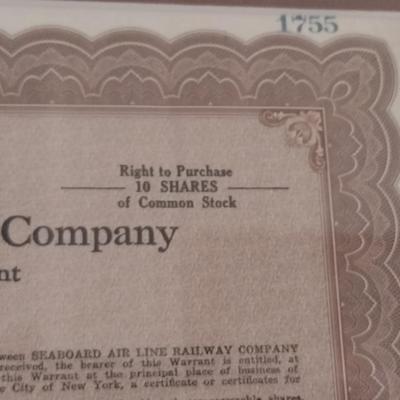 1755
Right to Purchase
10 SHARES
of Common Stock
Company
nt
ween SEABOARD AIR LINE RAILWAY COMPANY
received, the bearer of this Warrant is entitled, at
this Warrant at the principal place of business of
e City of New York, a certificate or certificates for
shares